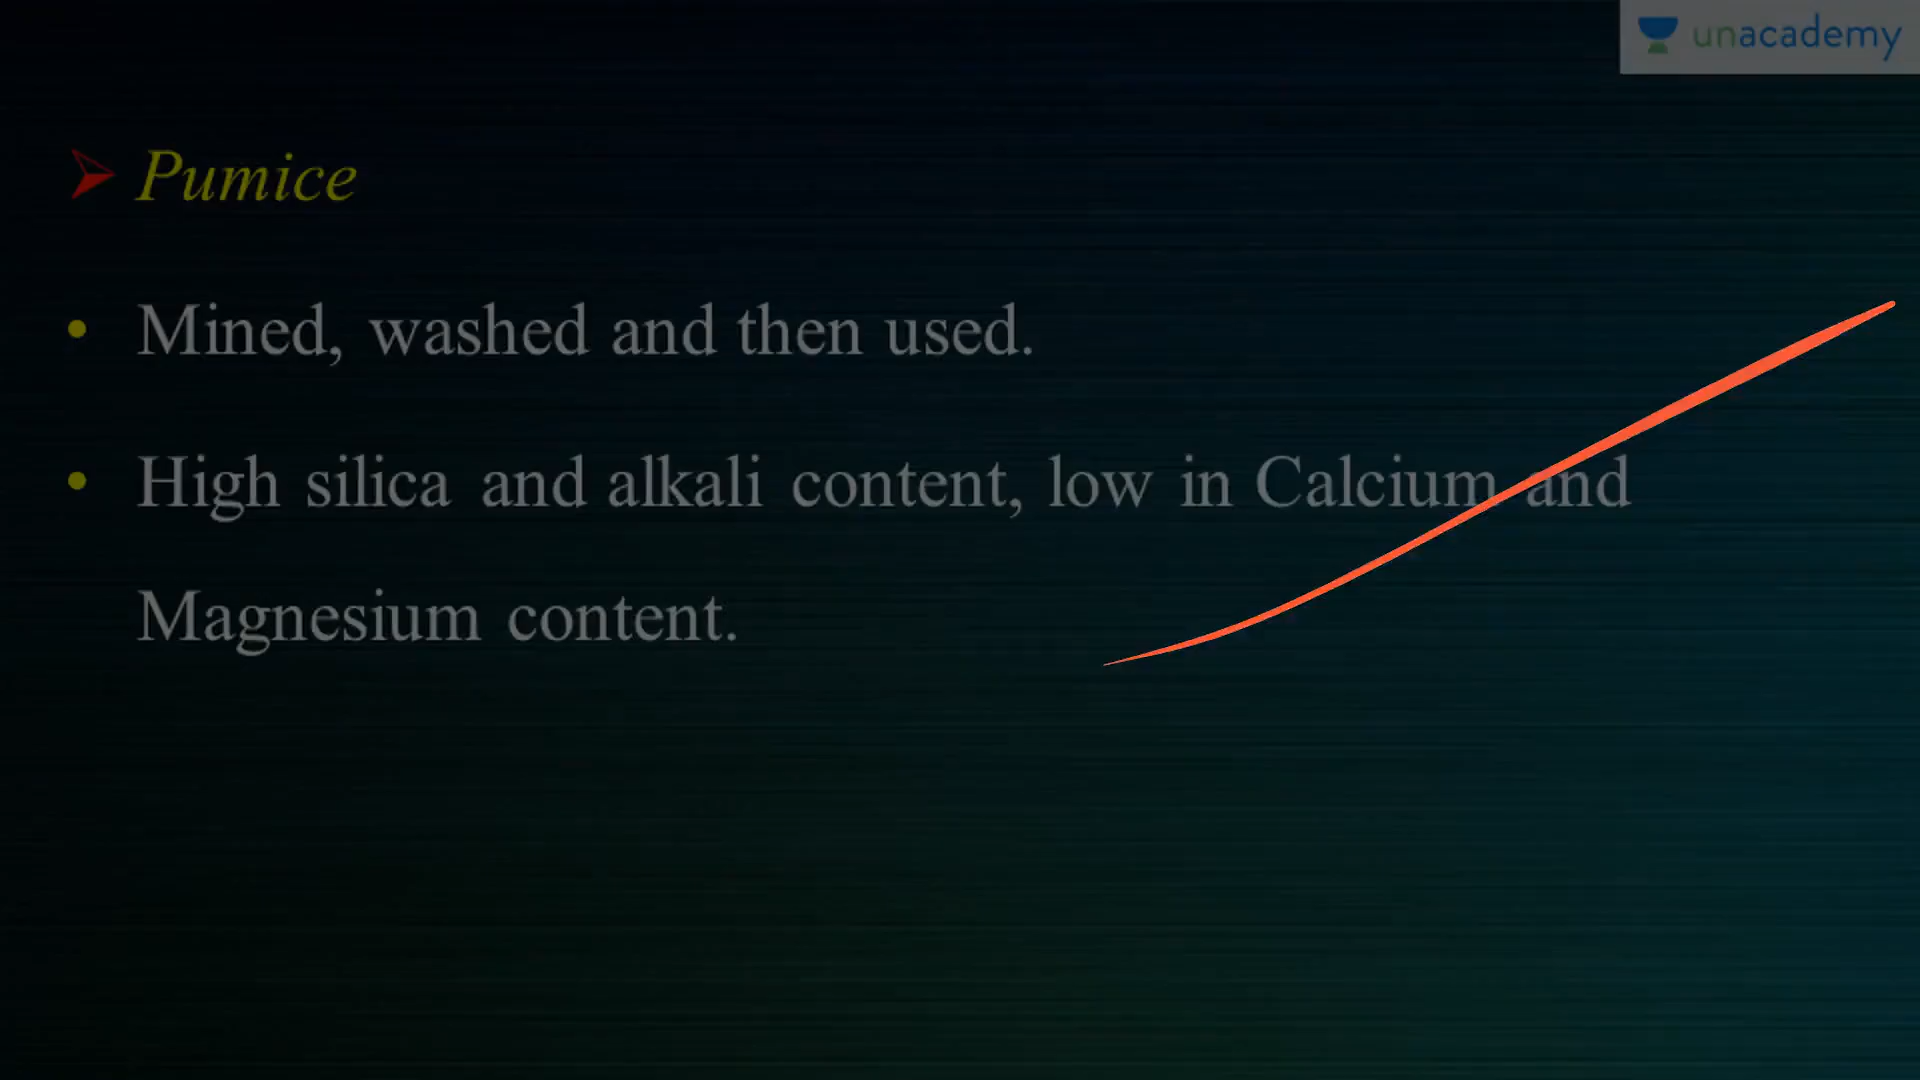 unacademy
Pumice
Mined, washed and then used.
High silica and alkali content, low in Calcium and
Magnesium content.